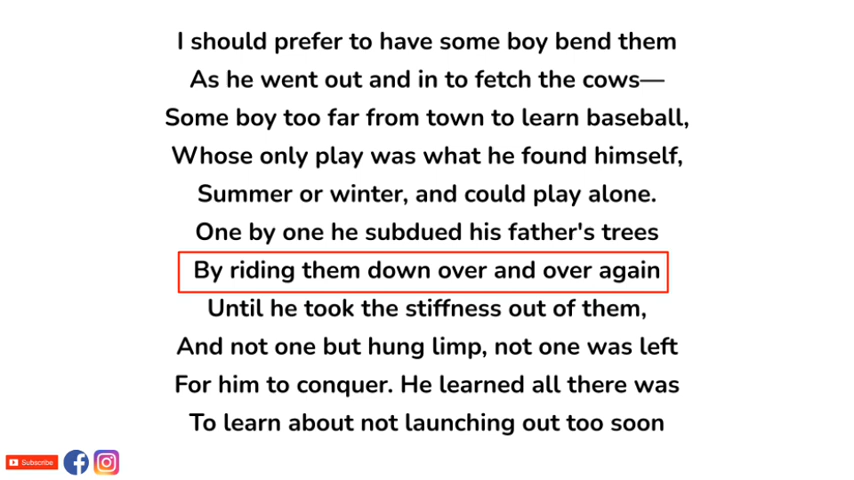 I should prefer to have some boy bend them
As he went out and in to fetch the cows—
Some boy too far from town to learn baseball,
Whose only play was what he found himself,
Summer or winter, and could play alone.
One by one he subdued his father's trees
By riding them down over and over again
Until he took the stiffness out of them,
And not one but hung limp, not one was left
For him to conquer. He learned all there was
To learn about not launching out too soon
Subscribe